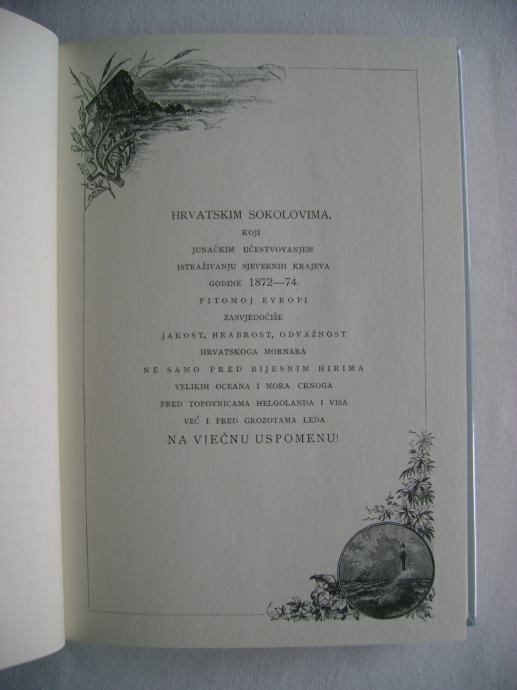 HRVATSKIM SOKOLOVIMA,
KOJI
JUNAČKIM UČESTVOVANJEM
ISTRAŽIVANJU SJEVERNIH KRAJEVA
GODINE 1872—74.
PITOMOJ EVROPI
ZASVJEDOČIŠE
JAKOST, HRABROST, ODVAŽNOST
HRVATSKOGA MORNARA
NE SAMO PRED BIJESNIM HIRIMA
VELIKIH OCEANA I MORA CRNOGA
PRED TOPOVNICAMA HELGOLANDA I VISA
VEĆ I PRED GROZOTAMA LEDA
NA VJEČNU USPOMENU!